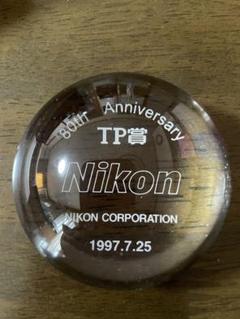 80th Anniversary
TP賞
Nikon
NIKON CORPORATION
1997.7.25